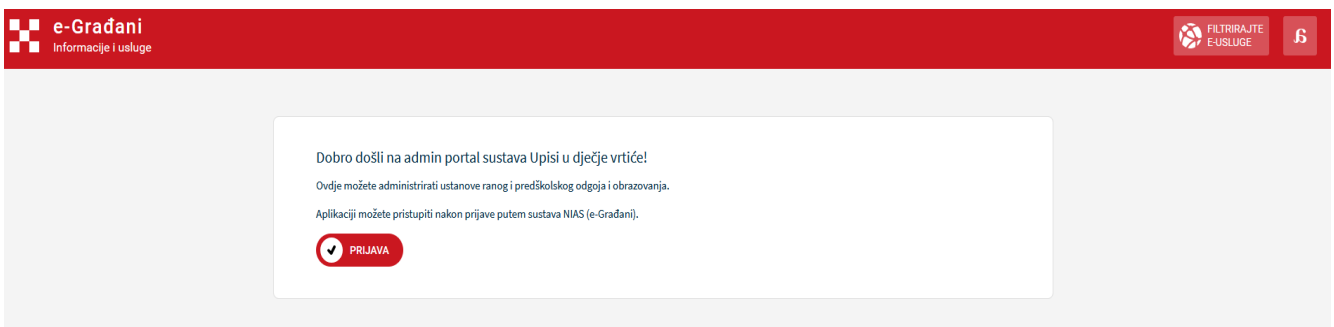 e-Građani
Informacije i usluge
FILTRIRAJTE
E-USLUGE
Dobro došli na admin portal sustava Upisi u dječje vrtiće!
Ovdje možete administrirati ustanove ranog i predškolskog odgoja i obrazovanja.
Aplikaciji možete pristupiti nakon prijave putem sustava NIAS (e-Građani).
PRIJAVA